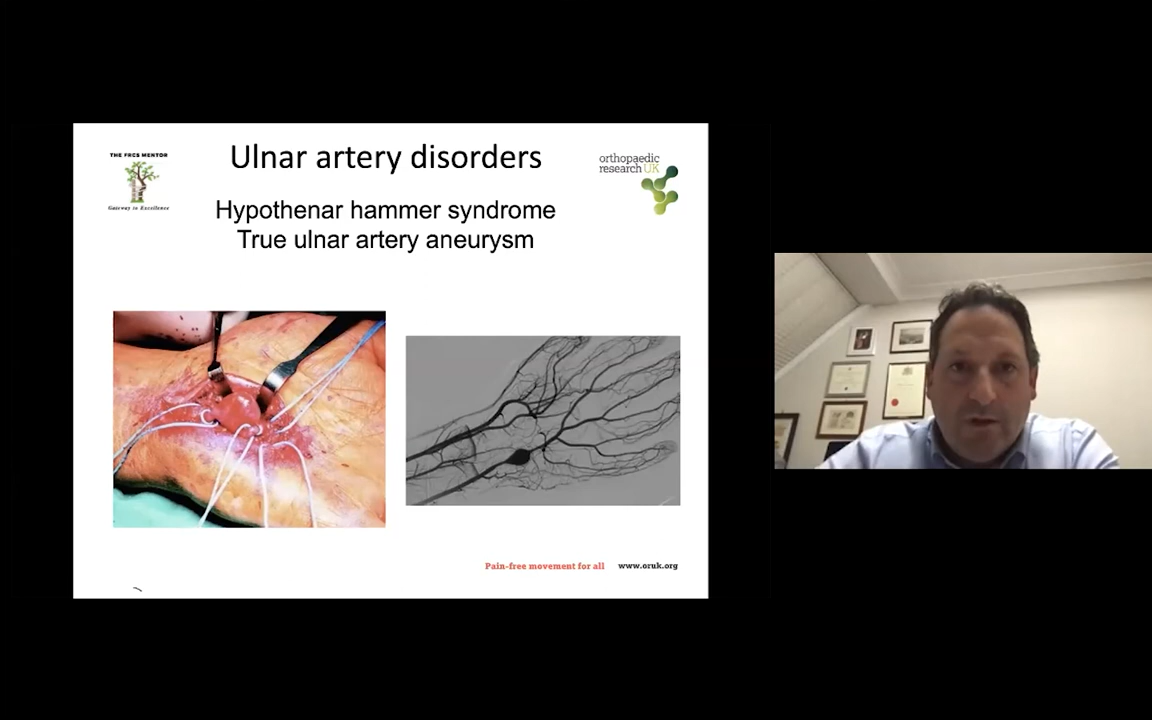 THE FRCS MENTOR
Gateway to Excellence
Ulnar artery disorders
orthopaedic
research UK
Hypothenar hammer syndrome
True ulnar artery aneurysm
Pain-free movement for all www.oruk.org